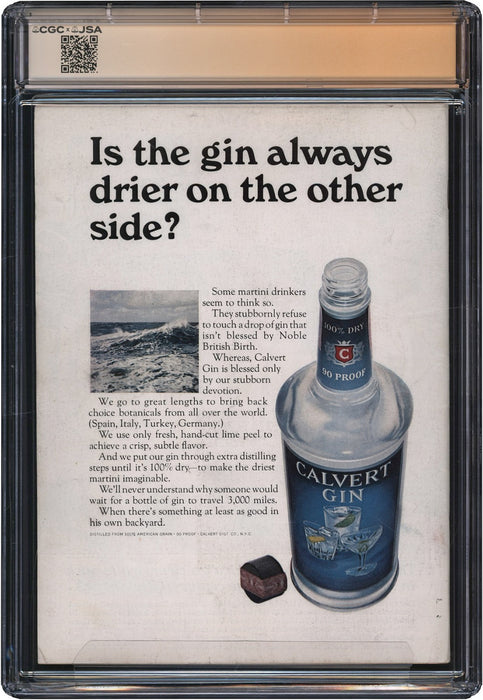 CGC × JSA
Is the gin always
drier on the other
side?
Some martini drinkers
seem to think so.
They stubbornly refuse
to touch a drop of gin that
isn't blessed by Noble
British Birth.
Whereas, Calvert
Gin is blessed only
by our stubborn
devotion.
We go to great lengths to bring back
choice botanicals from all over the world.
(Spain, Italy, Turkey, Germany.)
We use only fresh, hand-cut lime peel to
achieve a crisp, subtle flavor.
And we put our gin through extra distilling
steps until it's 100% dry—to make the driest
martini imaginable.
We'll never understand why someone would
wait for a bottle of gin to travel 3,000 miles.
When there's something at least as good in
his own backyard.
DISTILLED FROM 100% AMERICAN GRAIN · 90 PROOF · CALVERT DIST. CO., N.Y.C.
100% DRY
C
90 PROOF
CALVERT
GIN